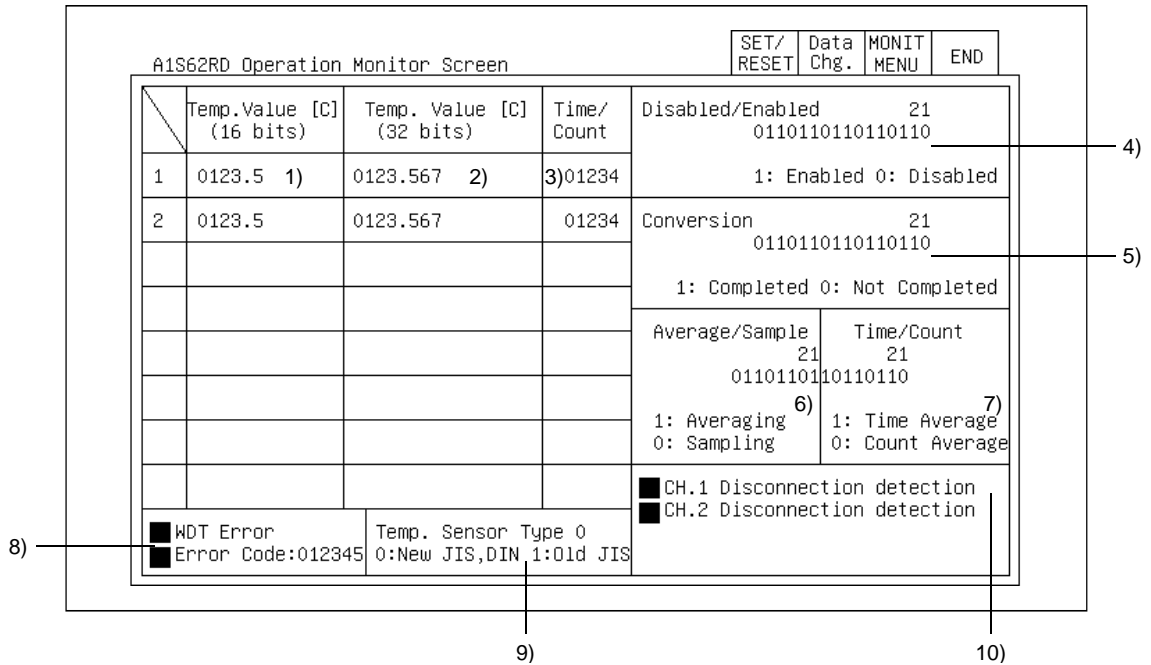 A1S62RD Operation Monitor Screen
SET/ RESET
Data Chg.
MONIT MENU
END
Temp.Value [C] (16 bits)
Temp. Value [C] (32 bits)
Time/ Count
1 0123.5 1) 0123.567 2) 3)01234
2 0123.5 0123.567 01234
Disabled/Enabled 21
0110110110110110
4)
1: Enabled 0: Disabled
Conversion 21
0110110110110110
5)
1: Completed 0: Not Completed
Average/Sample Time/Count
21 21
0110110110110110
6) 7)
1: Averaging 1: Time Average
0: Sampling 0: Count Average
CH.1 Disconnection detection
CH.2 Disconnection detection
WDT Error
Error Code:012345
8)
Temp. Sensor Type 0
0:New JIS,DIN 1:Old JIS
9)
10)